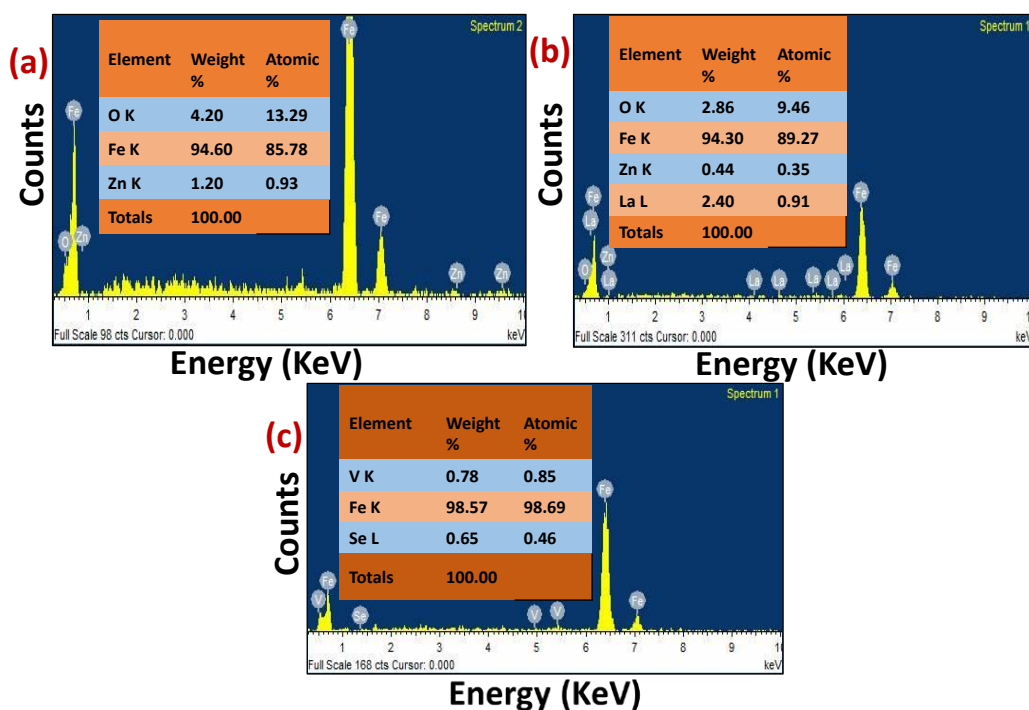 (a)
Spectrum 2
Element Weight % Atomic %
O K 4.20 13.29
Fe K 94.60 85.78
Zn K 1.20 0.93
Totals 100.00
Fe
Fe
O
Zn
Fe
Zn
Zn
Counts
1 2 3 4 5 6 7 8 9 10
Full Scale 98 cts Cursor: 0.000 keV
Energy (KeV)
(b)
Spectrum 1
Element Weight % Atomic %
O K 2.86 9.46
Fe K 94.30 89.27
Zn K 0.44 0.35
La L 2.40 0.91
Totals 100.00
Fe
La
O
Zn
La
La
La
La
La
La
Fe
Fe
Counts
1 2 3 4 5 6 7 8 9 1
Full Scale 311 cts Cursor: 0.000 keV
Energy (KeV)
(c)
Spectrum 1
Element Weight % Atomic %
V K 0.78 0.85
Fe K 98.57 98.69
Se L 0.65 0.46
Totals 100.00
V
Fe
Se
V
V
Fe
Fe
Counts
1 2 3 4 5 6 7 8 9 10
Full Scale 168 cts Cursor: 0.000 keV
Energy (KeV)